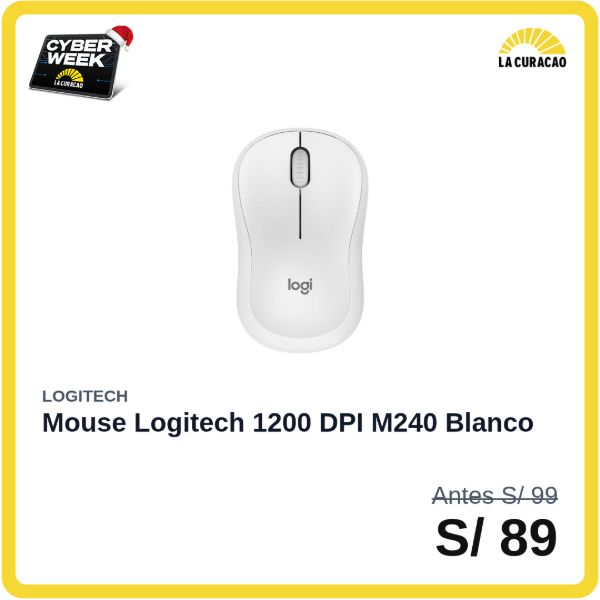 CYBER
WEEK
LA CURACAO
LA CURACAO
logi
LOGITECH
Mouse Logitech 1200 DPI M240 Blanco
Antes S/ 99
S/ 89